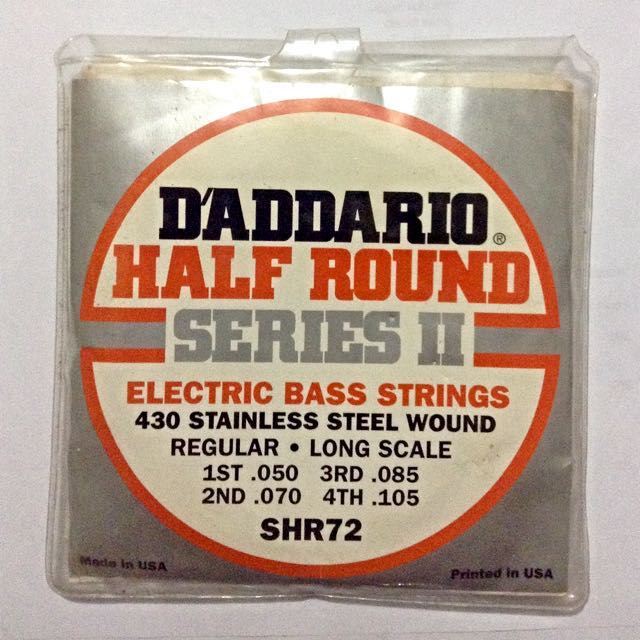 D'ADDARIO®
HALF ROUND
SERIES II
ELECTRIC BASS STRINGS
430 STAINLESS STEEL WOUND
REGULAR • LONG SCALE
1ST .050 3RD .085
2ND .070 4TH .105
SHR72
Made in USA
Printed in USA